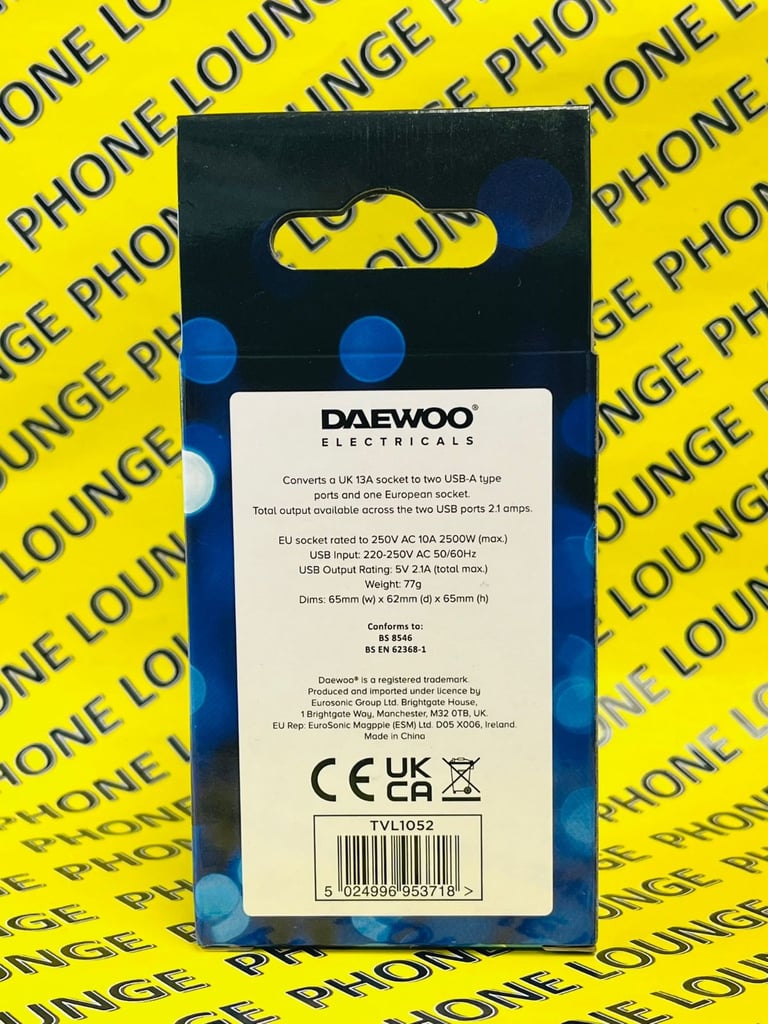 DAEWOO®
ELECTRICALS
Converts a UK 13A socket to two USB-A type
ports and one European socket.
Total output available across the two USB ports 2.1 amps.
EU socket rated to 250V AC 10A 2500W (max.)
USB Input: 220-250V AC 50/60Hz
USB Output Rating: 5V 2.1A (total max.)
Weight: 77g
Dims: 65mm (w) x 62mm (d) x 65mm (h)
Conforms to:
BS 8546
BS EN 62368-1
Daewoo® is a registered trademark.
Produced and imported under licence by
Eurosonic Group Ltd. Brightgate House,
1 Brightgate Way, Manchester, M32 0TB, UK.
EU Rep: EuroSonic Magppie (ESM) Ltd. D05 X006, Ireland.
Made in China
CE UK
CA
TVL1052
5 024996 953718 >
PHONE LOUNGE PHONE LOUNGE